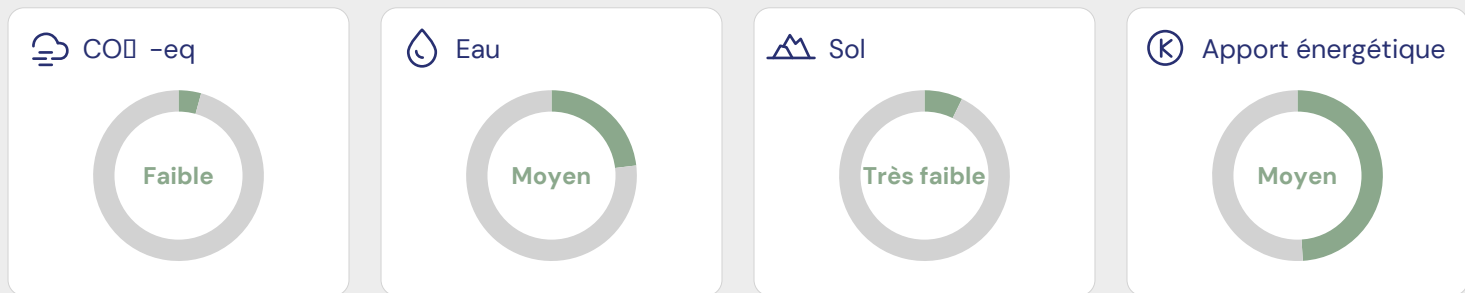 CO▯ -eq
Eau
Sol
Apport énergétique
Faible
Moyen
Très faible
Moyen